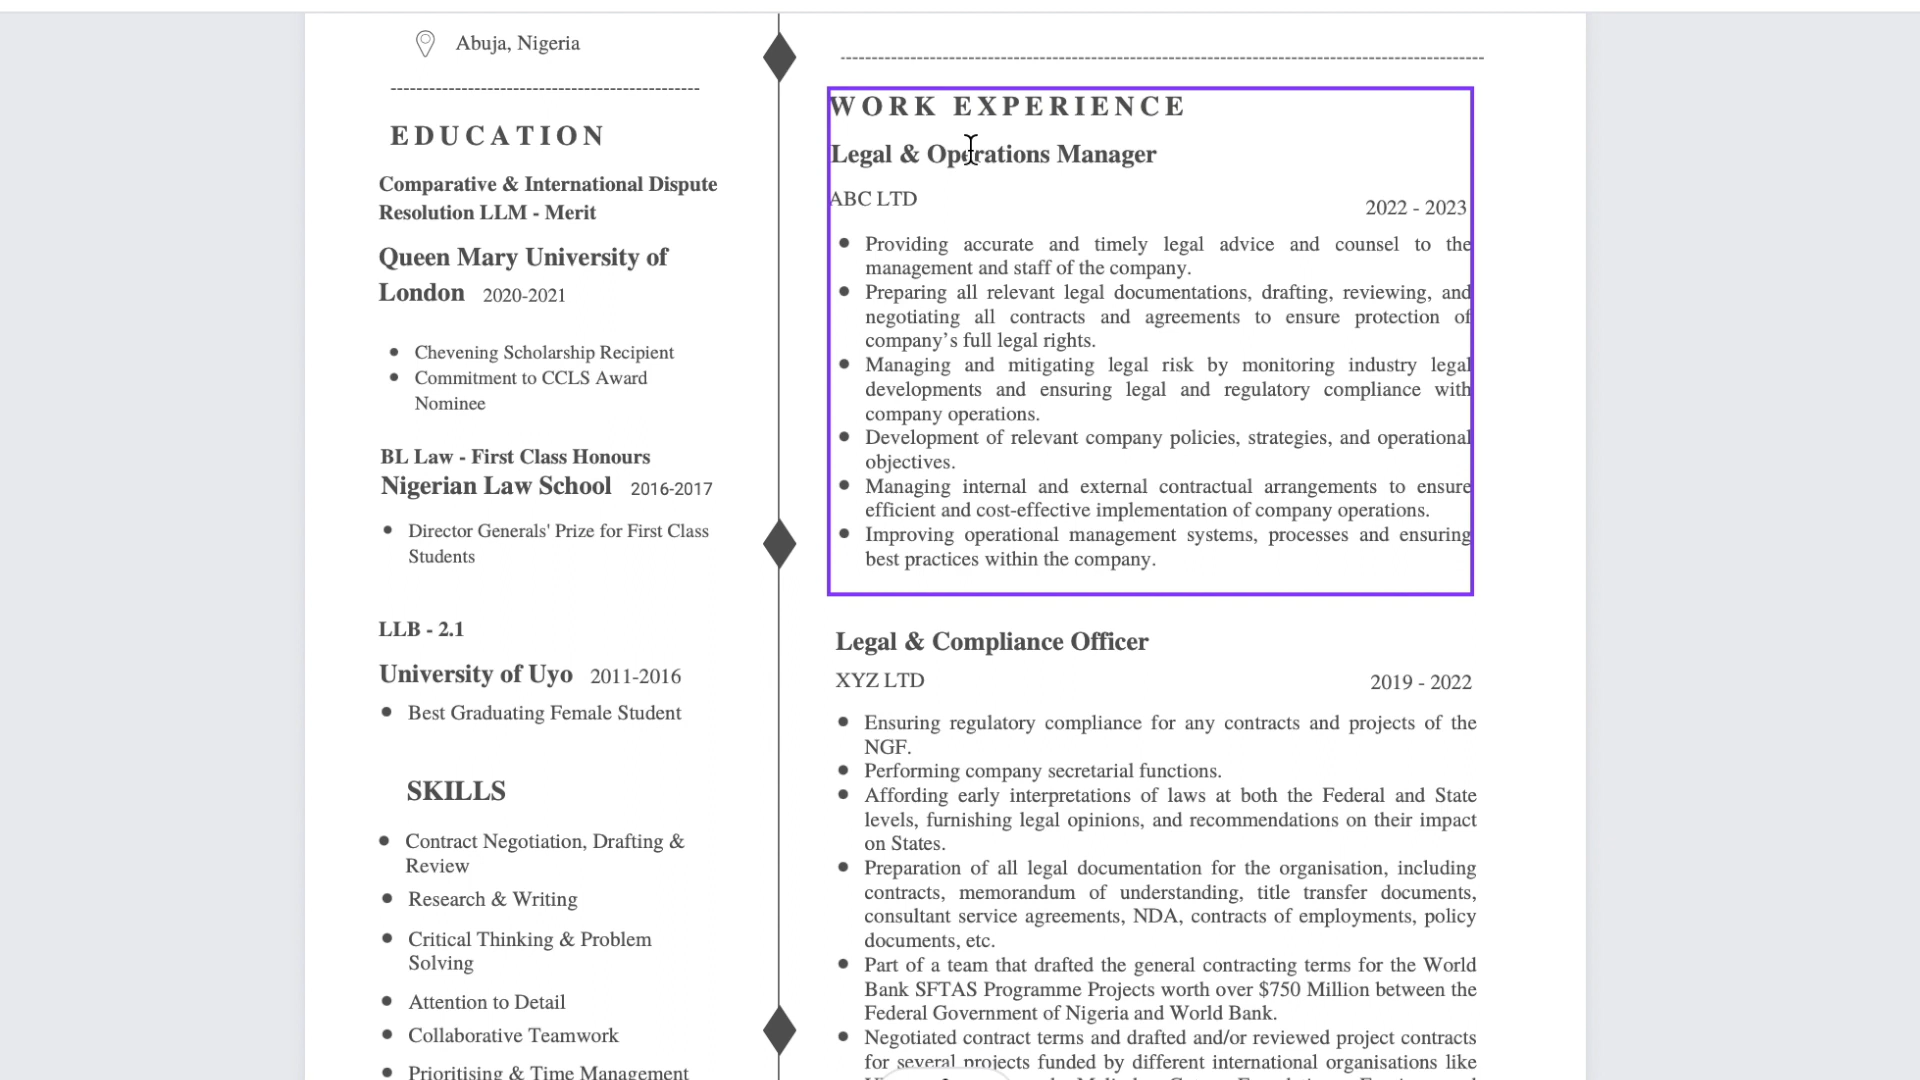 Abuja, Nigeria
----------------------------------------------
EDUCATION
Comparative & International Dispute
Resolution LLM - Merit
Queen Mary University of
London 2020-2021
• Chevening Scholarship Recipient
• Commitment to CCLS Award
Nominee
BL Law - First Class Honours
Nigerian Law School 2016-2017
• Director Generals' Prize for First Class
Students
LLB - 2.1
University of Uyo 2011-2016
• Best Graduating Female Student
SKILLS
• Contract Negotiation, Drafting &
Review
• Research & Writing
• Critical Thinking & Problem
Solving
• Attention to Detail
• Collaborative Teamwork
• Prioritising & Time Management
WORK EXPERIENCE
Legal & Operations Manager
ABC LTD
2022 - 2023
• Providing accurate and timely legal advice and counsel to the
management and staff of the company.
• Preparing all relevant legal documentations, drafting, reviewing, and
negotiating all contracts and agreements to ensure protection of
company’s full legal rights.
• Managing and mitigating legal risk by monitoring industry legal
developments and ensuring legal and regulatory compliance with
company operations.
• Development of relevant company policies, strategies, and operational
objectives.
• Managing internal and external contractual arrangements to ensure
efficient and cost-effective implementation of company operations.
• Improving operational management systems, processes and ensuring
best practices within the company.
Legal & Compliance Officer
XYZ LTD
2019 - 2022
• Ensuring regulatory compliance for any contracts and projects of the
NGF.
• Performing company secretarial functions.
• Affording early interpretations of laws at both the Federal and State
levels, furnishing legal opinions, and recommendations on their impact
on States.
• Preparation of all legal documentation for the organisation, including
contracts, memorandum of understanding, title transfer documents,
consultant service agreements, NDA, contracts of employments, policy
documents, etc.
• Part of a team that drafted the general contracting terms for the World
Bank SFTAS Programme Projects worth over $750 Million between the
Federal Government of Nigeria and World Bank.
• Negotiated contract terms and drafted and/or reviewed project contracts
for several projects funded by different international organisations like